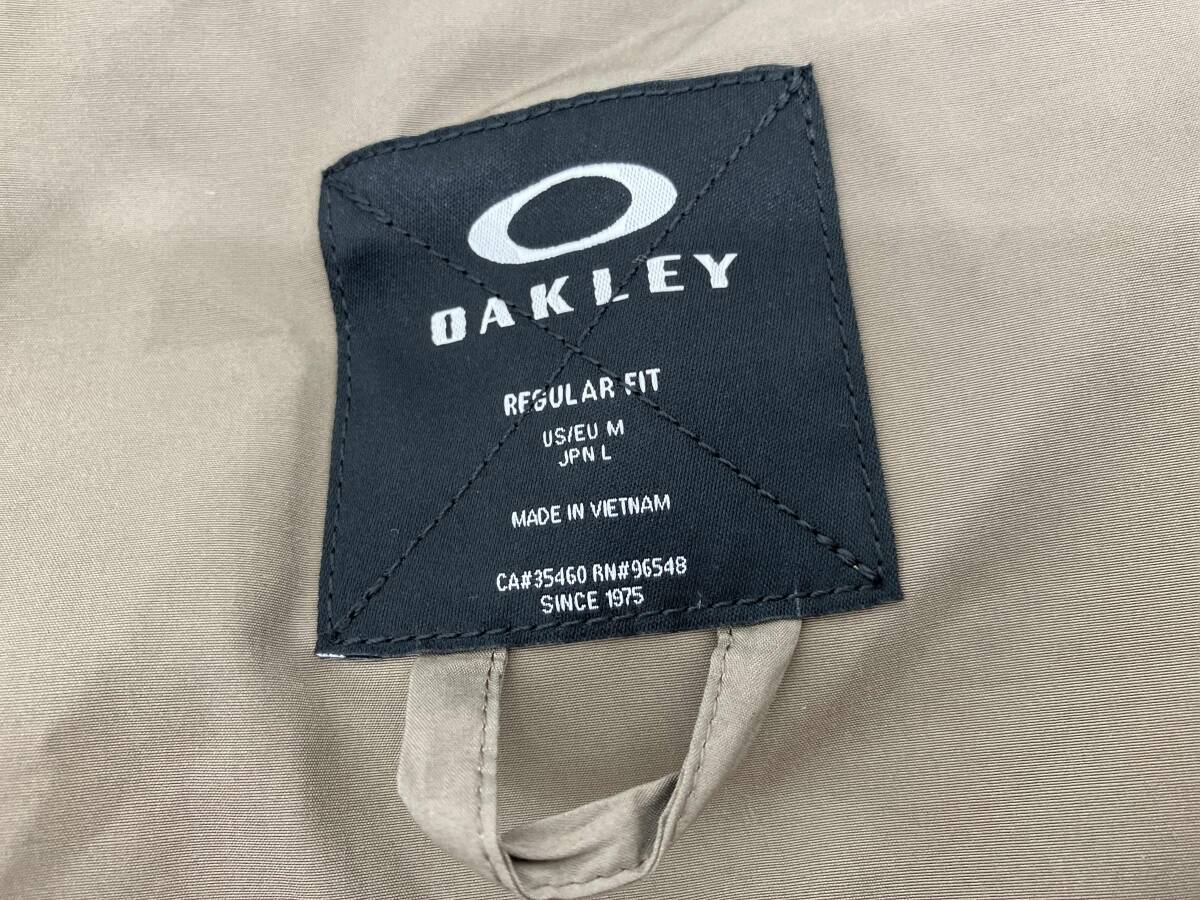 OAKLEY
REGULAR FIT
US/EU M
JPN L
MADE IN VIETNAM
CA#35460 RN#96548
SINCE 1975